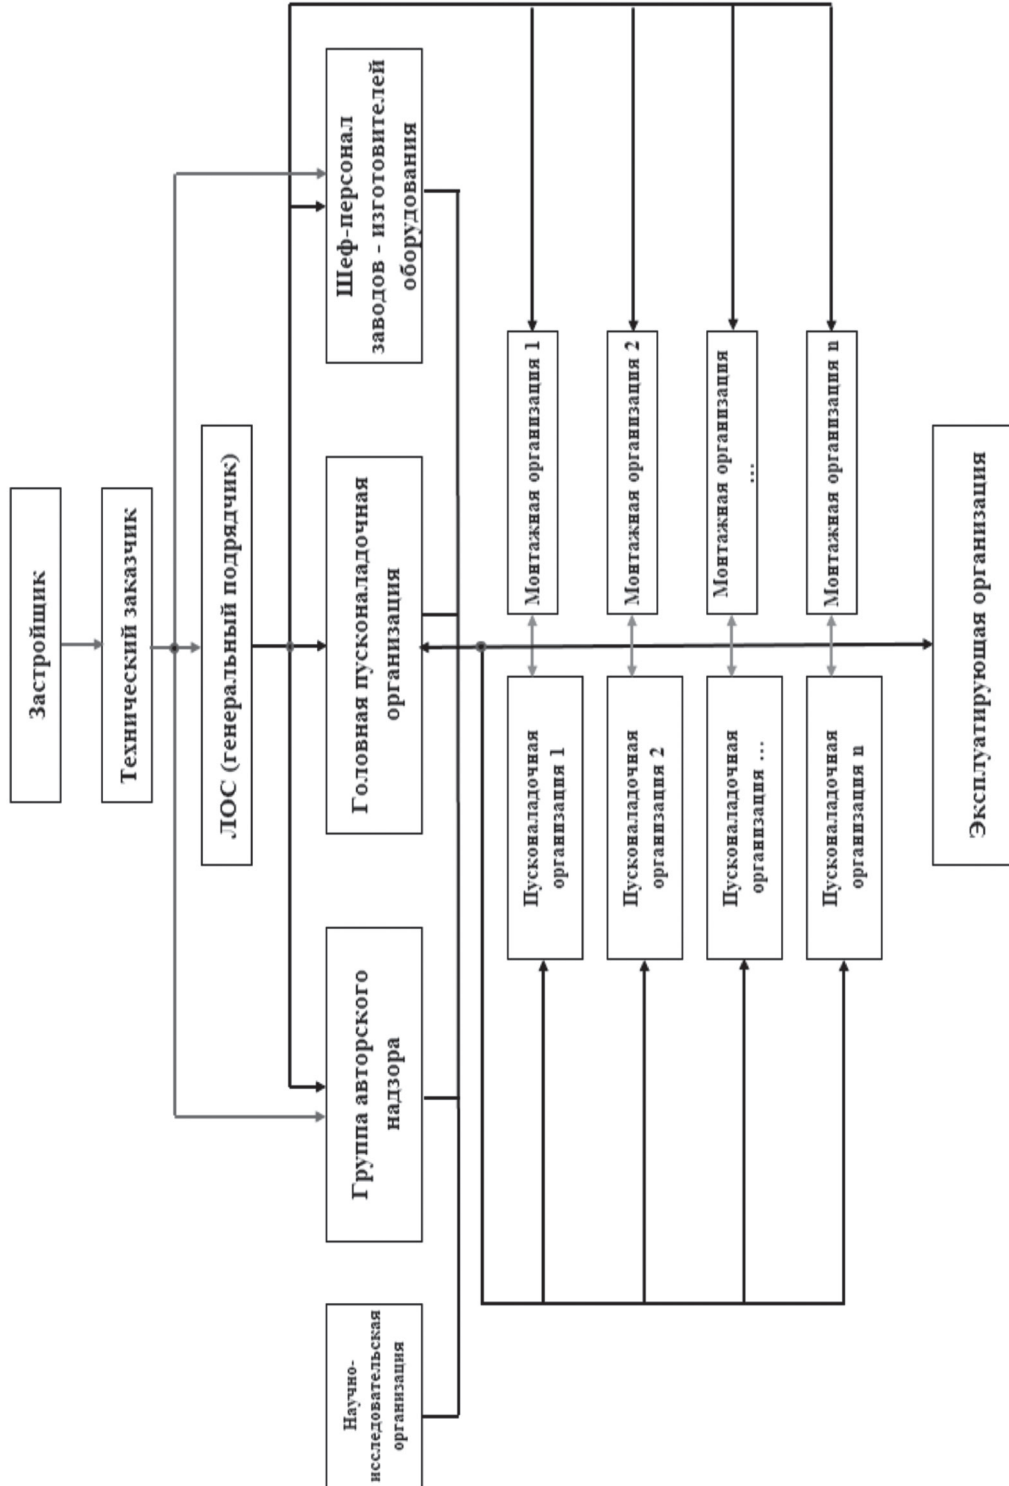 Застройщик
Технический заказчик
ЛОС (генеральный подрядчик)
Научно-
исследовательская
организация
Группа авторского
надзора
Головная пусконаладочная
организация
Шеф-персонал
заводов - изготовителей
оборудования
Пусконаладочная
организация 1
Монтажная организация 1
Пусконаладочная
организация 2
Монтажная организация 2
Пусконаладочная
организация ...
Монтажная организация
...
Пусконаладочная
организация n
Монтажная организация n
Эксплуатирующая организация